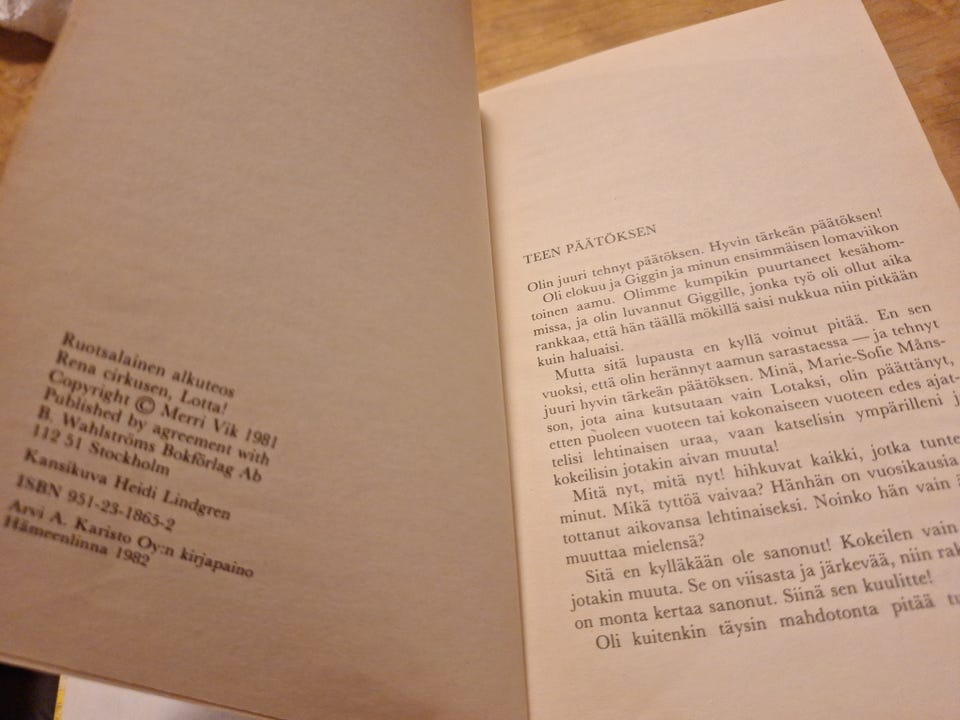 Ruotsalainen alkuteos
Rena cirkusen, Lotta!
Copyright © Merri Vik 1981
Published by agreement with
B. Wahlströms Bokförlag Ab
112 51 Stockholm
Kansikuva Heidi Lindgren
ISBN 951-23-1865-2
Arvi A. Karisto Oy:n kirjapaino
Hämeenlinna 1982
TEEN PÄÄTÖKSEN
Olin juuri tehnyt päätöksen. Hyvin tärkeän päätöksen!
Oli elokuu ja Giggin ja minun ensimmäisen lomaviikon
toinen aamu. Olimme kumpikin puurtaneet kesähom-
missa, ja olin luvannut Giggille, jonka työ oli ollut aika
rankkaa, että hän täällä mökillä saisi nukkua niin pitkään
kuin haluaisi.
Mutta sitä lupausta en kyllä voinut pitää. En sen
vuoksi, että olin herännyt aamun sarastaessa — ja tehnyt
juuri hyvin tärkeän päätöksen. Minä, Marie-Sofie Måns-
son, jota aina kutsutaan vain Lotaksi, olin päättänyt,
etten puoleen vuoteen tai kokonaiseen vuoteen edes ajat-
telisi lehtinaisen uraa, vaan katselisin ympärilleni j
kokeilisin jotakin aivan muuta!
Mitä nyt, mitä nyt! hihkuvat kaikki, jotka tunte
minut. Mikä tyttöä vaivaa? Hänhän on vuosikausia
tottanut aikovansa lehtinaiseksi. Noinko hän vain ä
muuttaa mielensä?
Sitä en kylläkään ole sanonut! Kokeilen vain
jotakin muuta. Se on viisasta ja järkevää, niin rak
on monta kertaa sanonut. Siinä sen kuulitte!
Oli kuitenkin täysin mahdotonta pitää tu